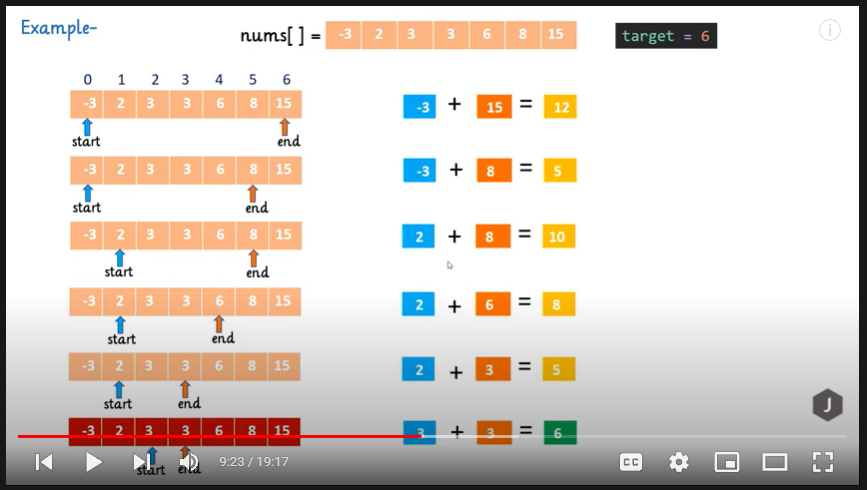 Example-
nums[ ] = -3 2 3 3 6 8 15
target = 6
0 1 2 3 4 5 6
-3 2 3 3 6 8 15
start end
-3 + 15 = 12
-3 2 3 3 6 8 15
start end
-3 + 8 = 5
-3 2 3 3 6 8 15
start end
2 + 8 = 10
-3 2 3 3 6 8 15
start end
2 + 6 = 8
-3 2 3 3 6 8 15
start end
2 + 3 = 5
-3 2 3 3 6 8 15
start end
3 + 3 = 6
J
9:23 / 19:17
CC